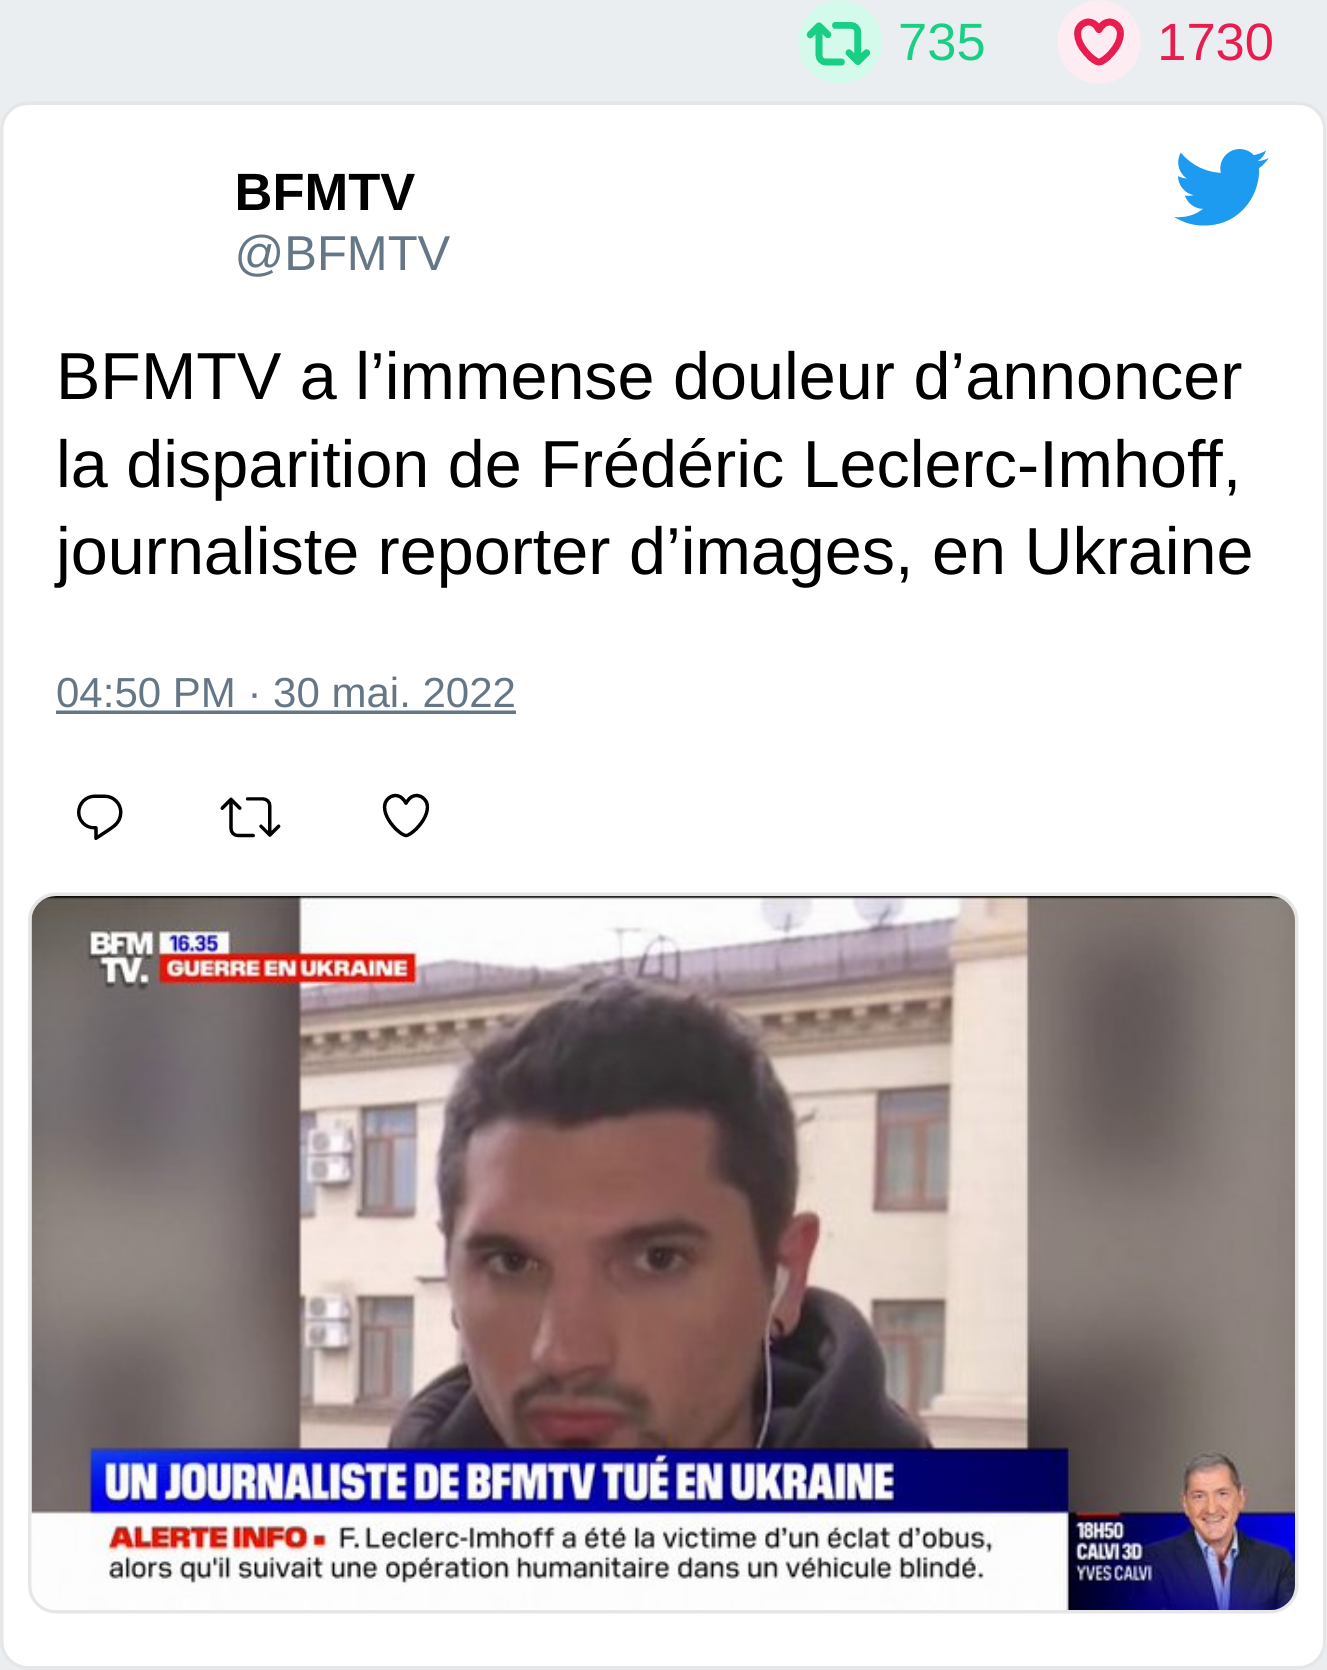 735 1730
BFMTV
@BFMTV
BFMTV a l’immense douleur d’annoncer
la disparition de Frédéric Leclerc-Imhoff,
journaliste reporter d’images, en Ukraine
04:50 PM · 30 mai. 2022
BFM 16.35
TV. GUERRE EN UKRAINE
UN JOURNALISTE DE BFMTV TUÉ EN UKRAINE
ALERTE INFO ▪ F. Leclerc-Imhoff a été la victime d’un éclat d’obus,
alors qu'il suivait une opération humanitaire dans un véhicule blindé.
18H50
CALVI 3D
YVES CALVI